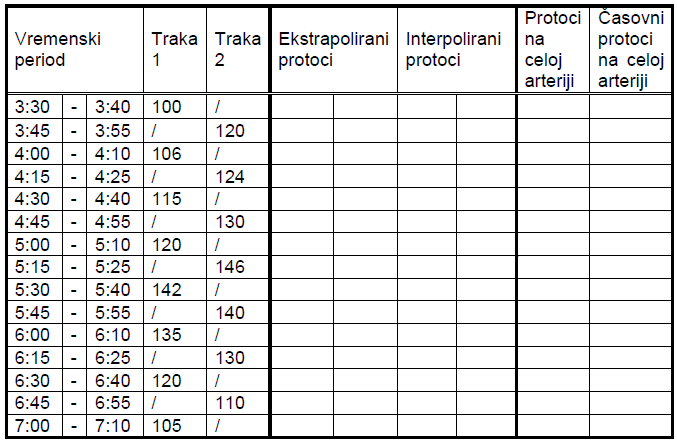 Vremenski period Traka 1 Traka 2 Ekstrapolirani protoci Interpolirani protoci Protoci na celoj arteriji Časovni protoci na celoj arteriji
3:30 - 3:40 100 /
3:45 - 3:55 / 120
4:00 - 4:10 106 /
4:15 - 4:25 / 124
4:30 - 4:40 115 /
4:45 - 4:55 / 130
5:00 - 5:10 120 /
5:15 - 5:25 / 146
5:30 - 5:40 142 /
5:45 - 5:55 / 140
6:00 - 6:10 135 /
6:15 - 6:25 / 130
6:30 - 6:40 120 /
6:45 - 6:55 / 110
7:00 - 7:10 105 /